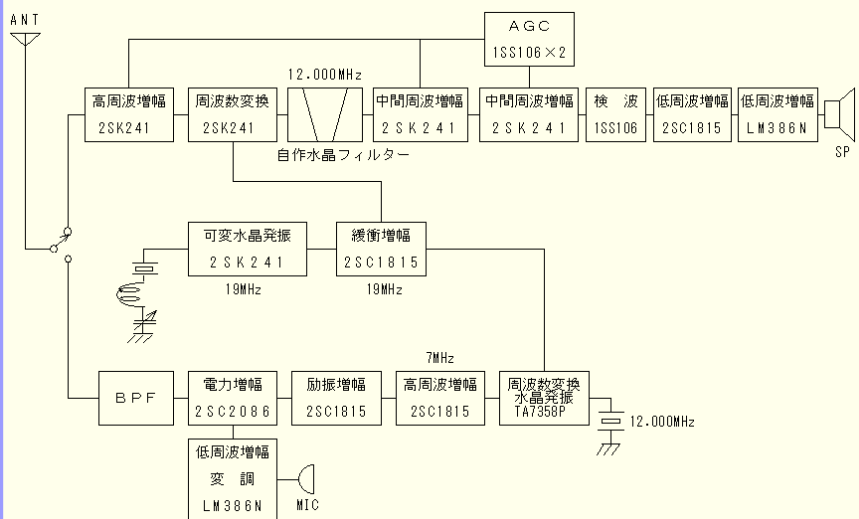 ANT
AGC
1SS106×2
12.000MHz
高周波増幅
2SK241
周波数変換
2SK241
中間周波増幅
2SK241
中間周波増幅
2SK241
検波
1SS106
低周波増幅
2SC1815
低周波増幅
LM386N
SP
自作水晶フィルター
可変水晶発振
2SK241
19MHz
緩衝増幅
2SC1815
19MHz
7MHz
BPF
電力増幅
2SC2086
励振増幅
2SC1815
高周波増幅
2SC1815
周波数変換
水晶発振
TA7358P
12.000MHz
低周波増幅
変調
LM386N
MIC